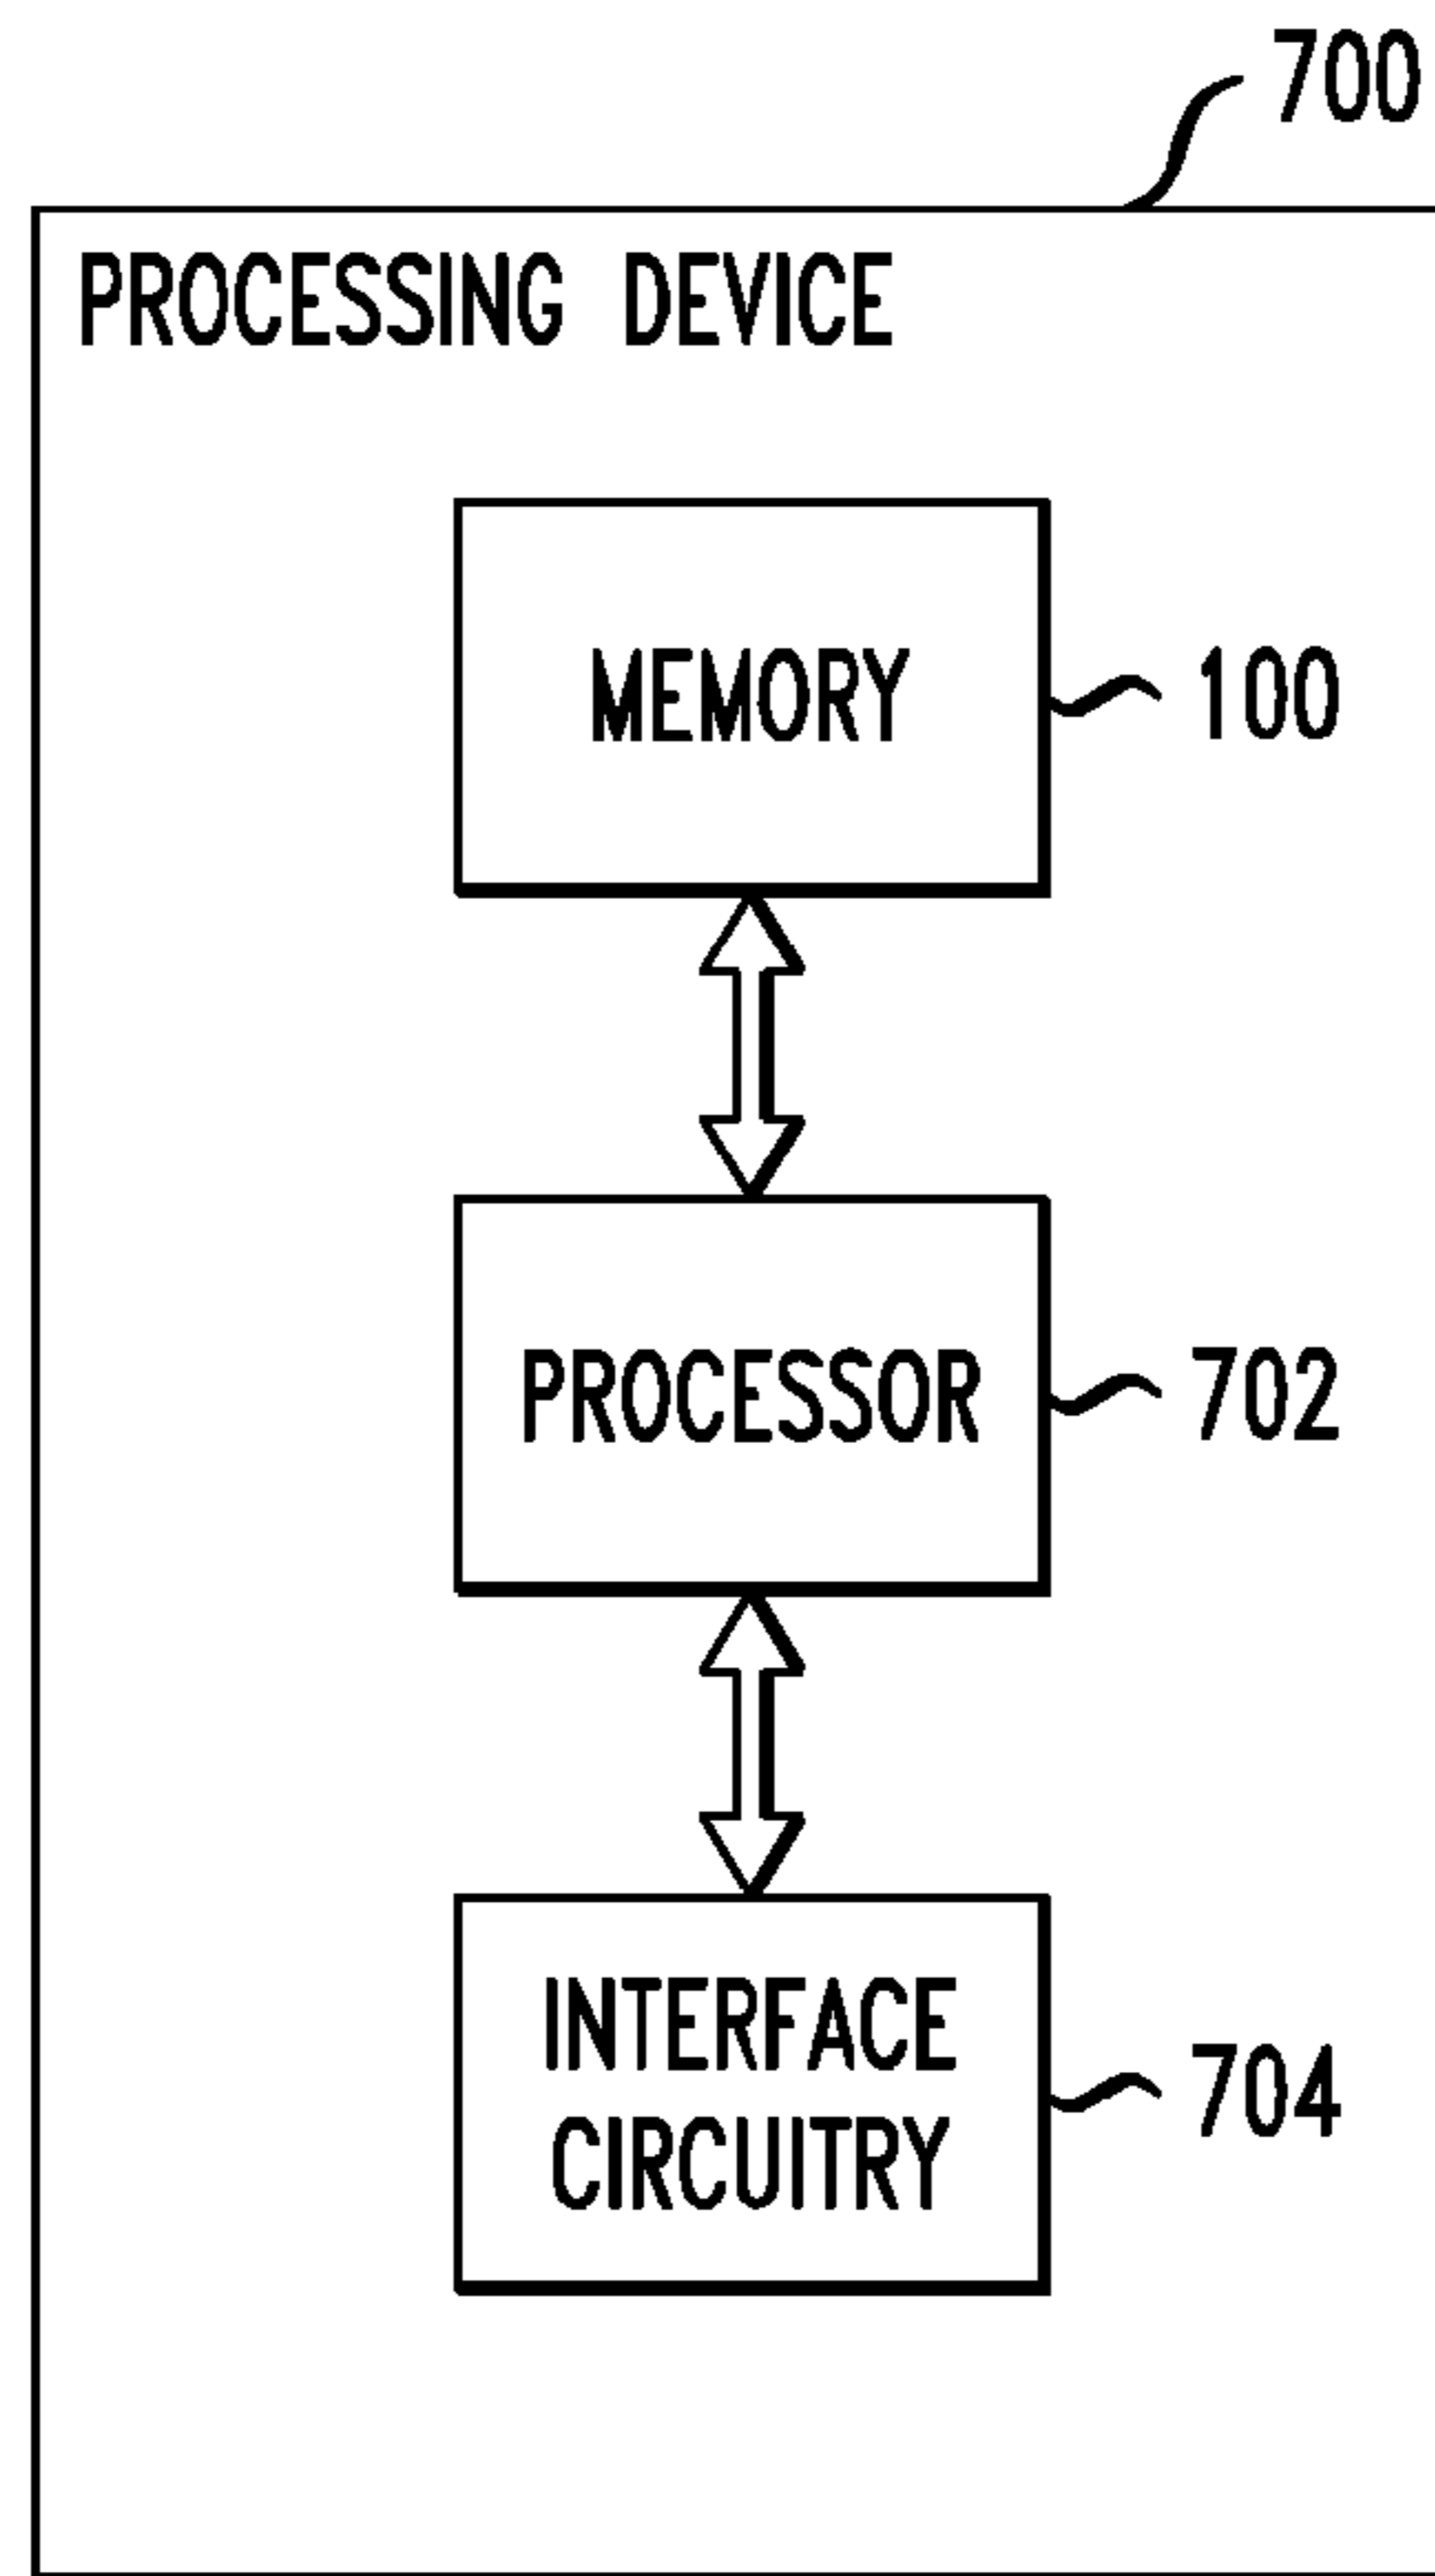 700
PROCESSING DEVICE
MEMORY
100
PROCESSOR
702
INTERFACE
CIRCUITRY
704